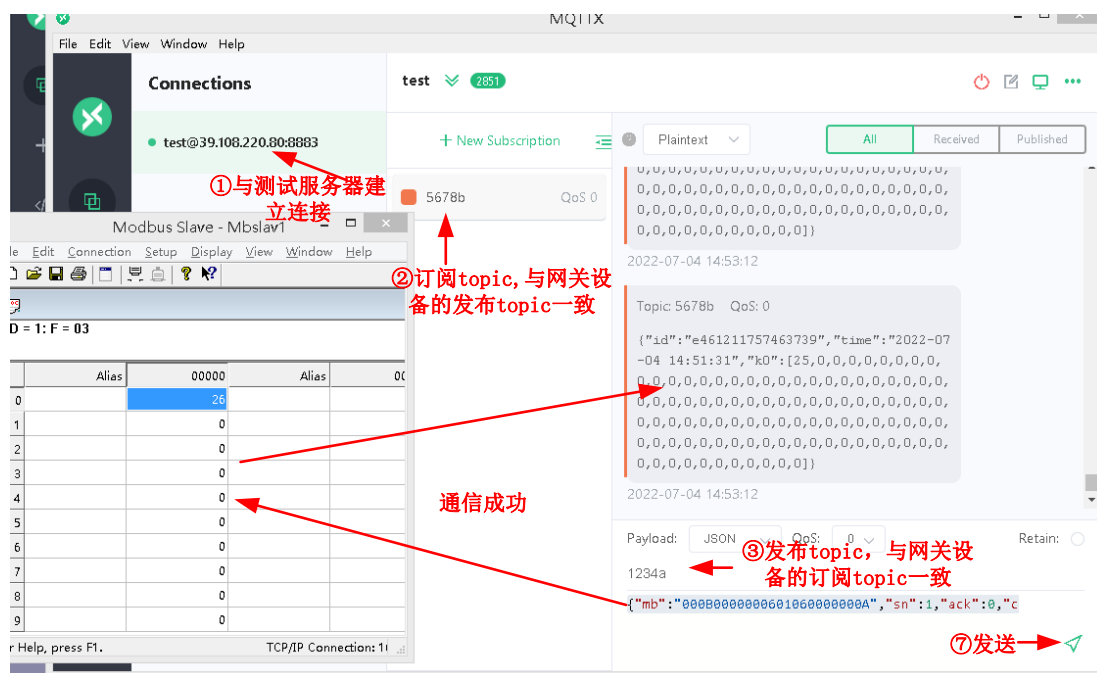 MQTTX
File Edit View Window Help
Connections
test 2851
test@39.108.220.80:8883
+ New Subscription
Plaintext
All Received Published
①与测试服务器建
立连接
5678b QoS 0
②订阅topic,与网关设
备的发布topic一致
0,0,0,0,0,0,0,0,0,0,0,0,0,0,0,0,0,0,0,0,
0,0,0,0,0,0,0,0,0,0,0,0,0,0,0,0,0,0,0,0,
0,0,0,0,0,0,0,0,0,0,0,0,0,0,0,0,0,0,0,0,
0,0,0,0,0,0,0,0,0,0,0]}
2022-07-04 14:53:12
Topic: 5678b QoS: 0
{"id":"e461211757463739","time":"2022-07
-04 14:51:31","k0":[25,0,0,0,0,0,0,0,0,
0,0,0,0,0,0,0,0,0,0,0,0,0,0,0,0,0,0,0,0,
0,0,0,0,0,0,0,0,0,0,0,0,0,0,0,0,0,0,0,0,
0,0,0,0,0,0,0,0,0,0,0,0,0,0,0,0,0,0,0,0,
0,0,0,0,0,0,0,0,0,0,0,0,0,0,0,0,0,0,0,0,
0,0,0,0,0,0,0,0,0,0,0]}
2022-07-04 14:53:12
Modbus Slave - Mbslav1
le Edit Connection Setup Display View Window Help
D = 1: F = 03
Alias 00000 Alias 00
0 26
1 0
2 0
3 0
4 0
5 0
6 0
7 0
8 0
9 0
r Help, press F1. TCP/IP Connection: 1
通信成功
Payload: JSON QoS: 0 Retain:
③发布topic，与网关设
备的订阅topic一致
1234a
{"mb":"000B0000000601060000000A","sn":1,"ack":0,"c
⑦发送